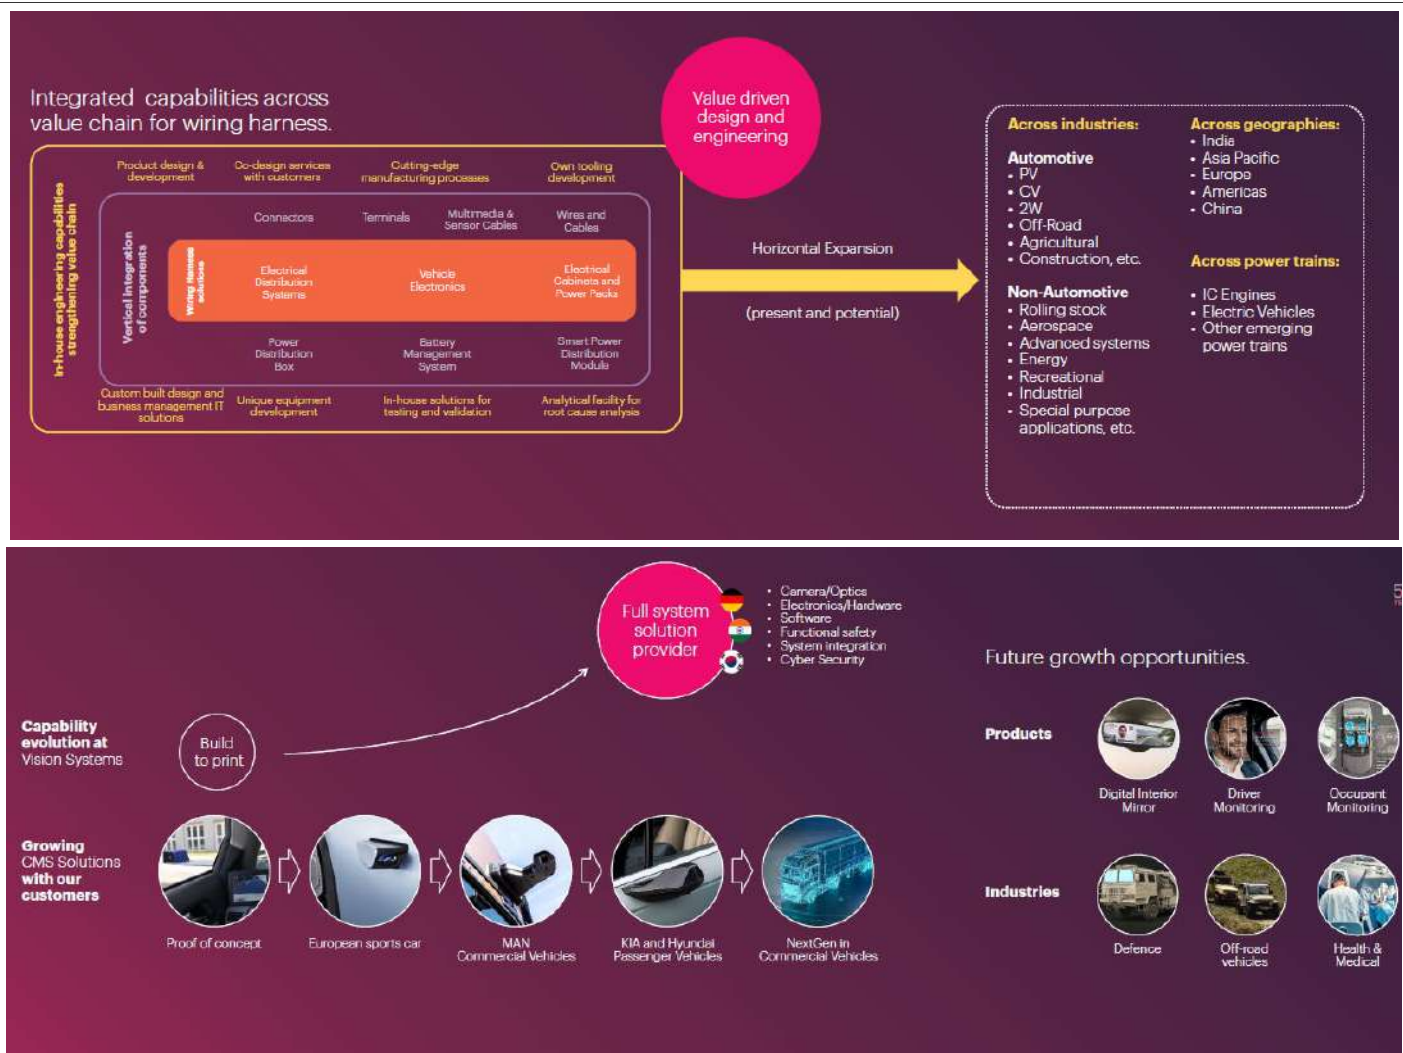 Integrated capabilities across
value chain for wiring harness.
Value driven
design and
engineering
In-house engineering capabilities
strengthening value chain
Product design &
development
Co-design services
with customers
Cutting-edge
manufacturing processes
Own tooling
development
Vertical Integration
of components
Connectors
Terminals
Multimedia &
Sensor Cables
Wires and
Cables
Wiring Harness
solutions
Electrical
Distribution
Systems
Vehicle
Electronics
Electrical
Cabinets and
Power Packs
Power
Distribution
Box
Battery
Management
System
Smart Power
Distribution
Module
Custom built design and
business management IT
solutions
Unique equipment
development
In-house solutions for
testing and validation
Analytical facility for
root cause analysis
Horizontal Expansion
(present and potential)
Across industries:
Automotive
• PV
• CV
• 2W
• Off-Road
• Agricultural
• Construction, etc.
Non-Automotive
• Rolling stock
• Aerospace
• Advanced systems
• Energy
• Recreational
• Industrial
• Special purpose
applications, etc.
Across geographies:
• India
• Asia Pacific
• Europe
• Americas
• China
Across power trains:
• IC Engines
• Electric Vehicles
• Other emerging
power trains
Full system
solution
provider
• Camera/Optics
• Electronics/Hardware
• Software
• Functional safety
• System integration
• Cyber Security
Capability
evolution at
Vision Systems
Build
to print
Growing
CMS Solutions
with our
customers
Proof of concept
European sports car
MAN
Commercial Vehicles
KIA and Hyundai
Passenger Vehicles
NextGen in
Commercial Vehicles
Future growth opportunities.
Products
Digital Interior
Mirror
Driver
Monitoring
Occupant
Monitoring
Industries
Defence
Off-road
vehicles
Health &
Medical